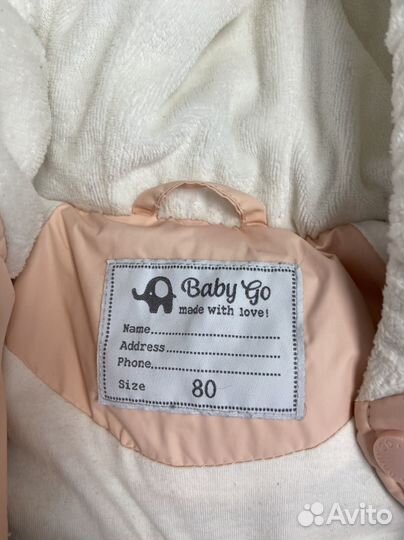 Baby Go
made with love!
Name
Address
Phone
Size 80
Avito